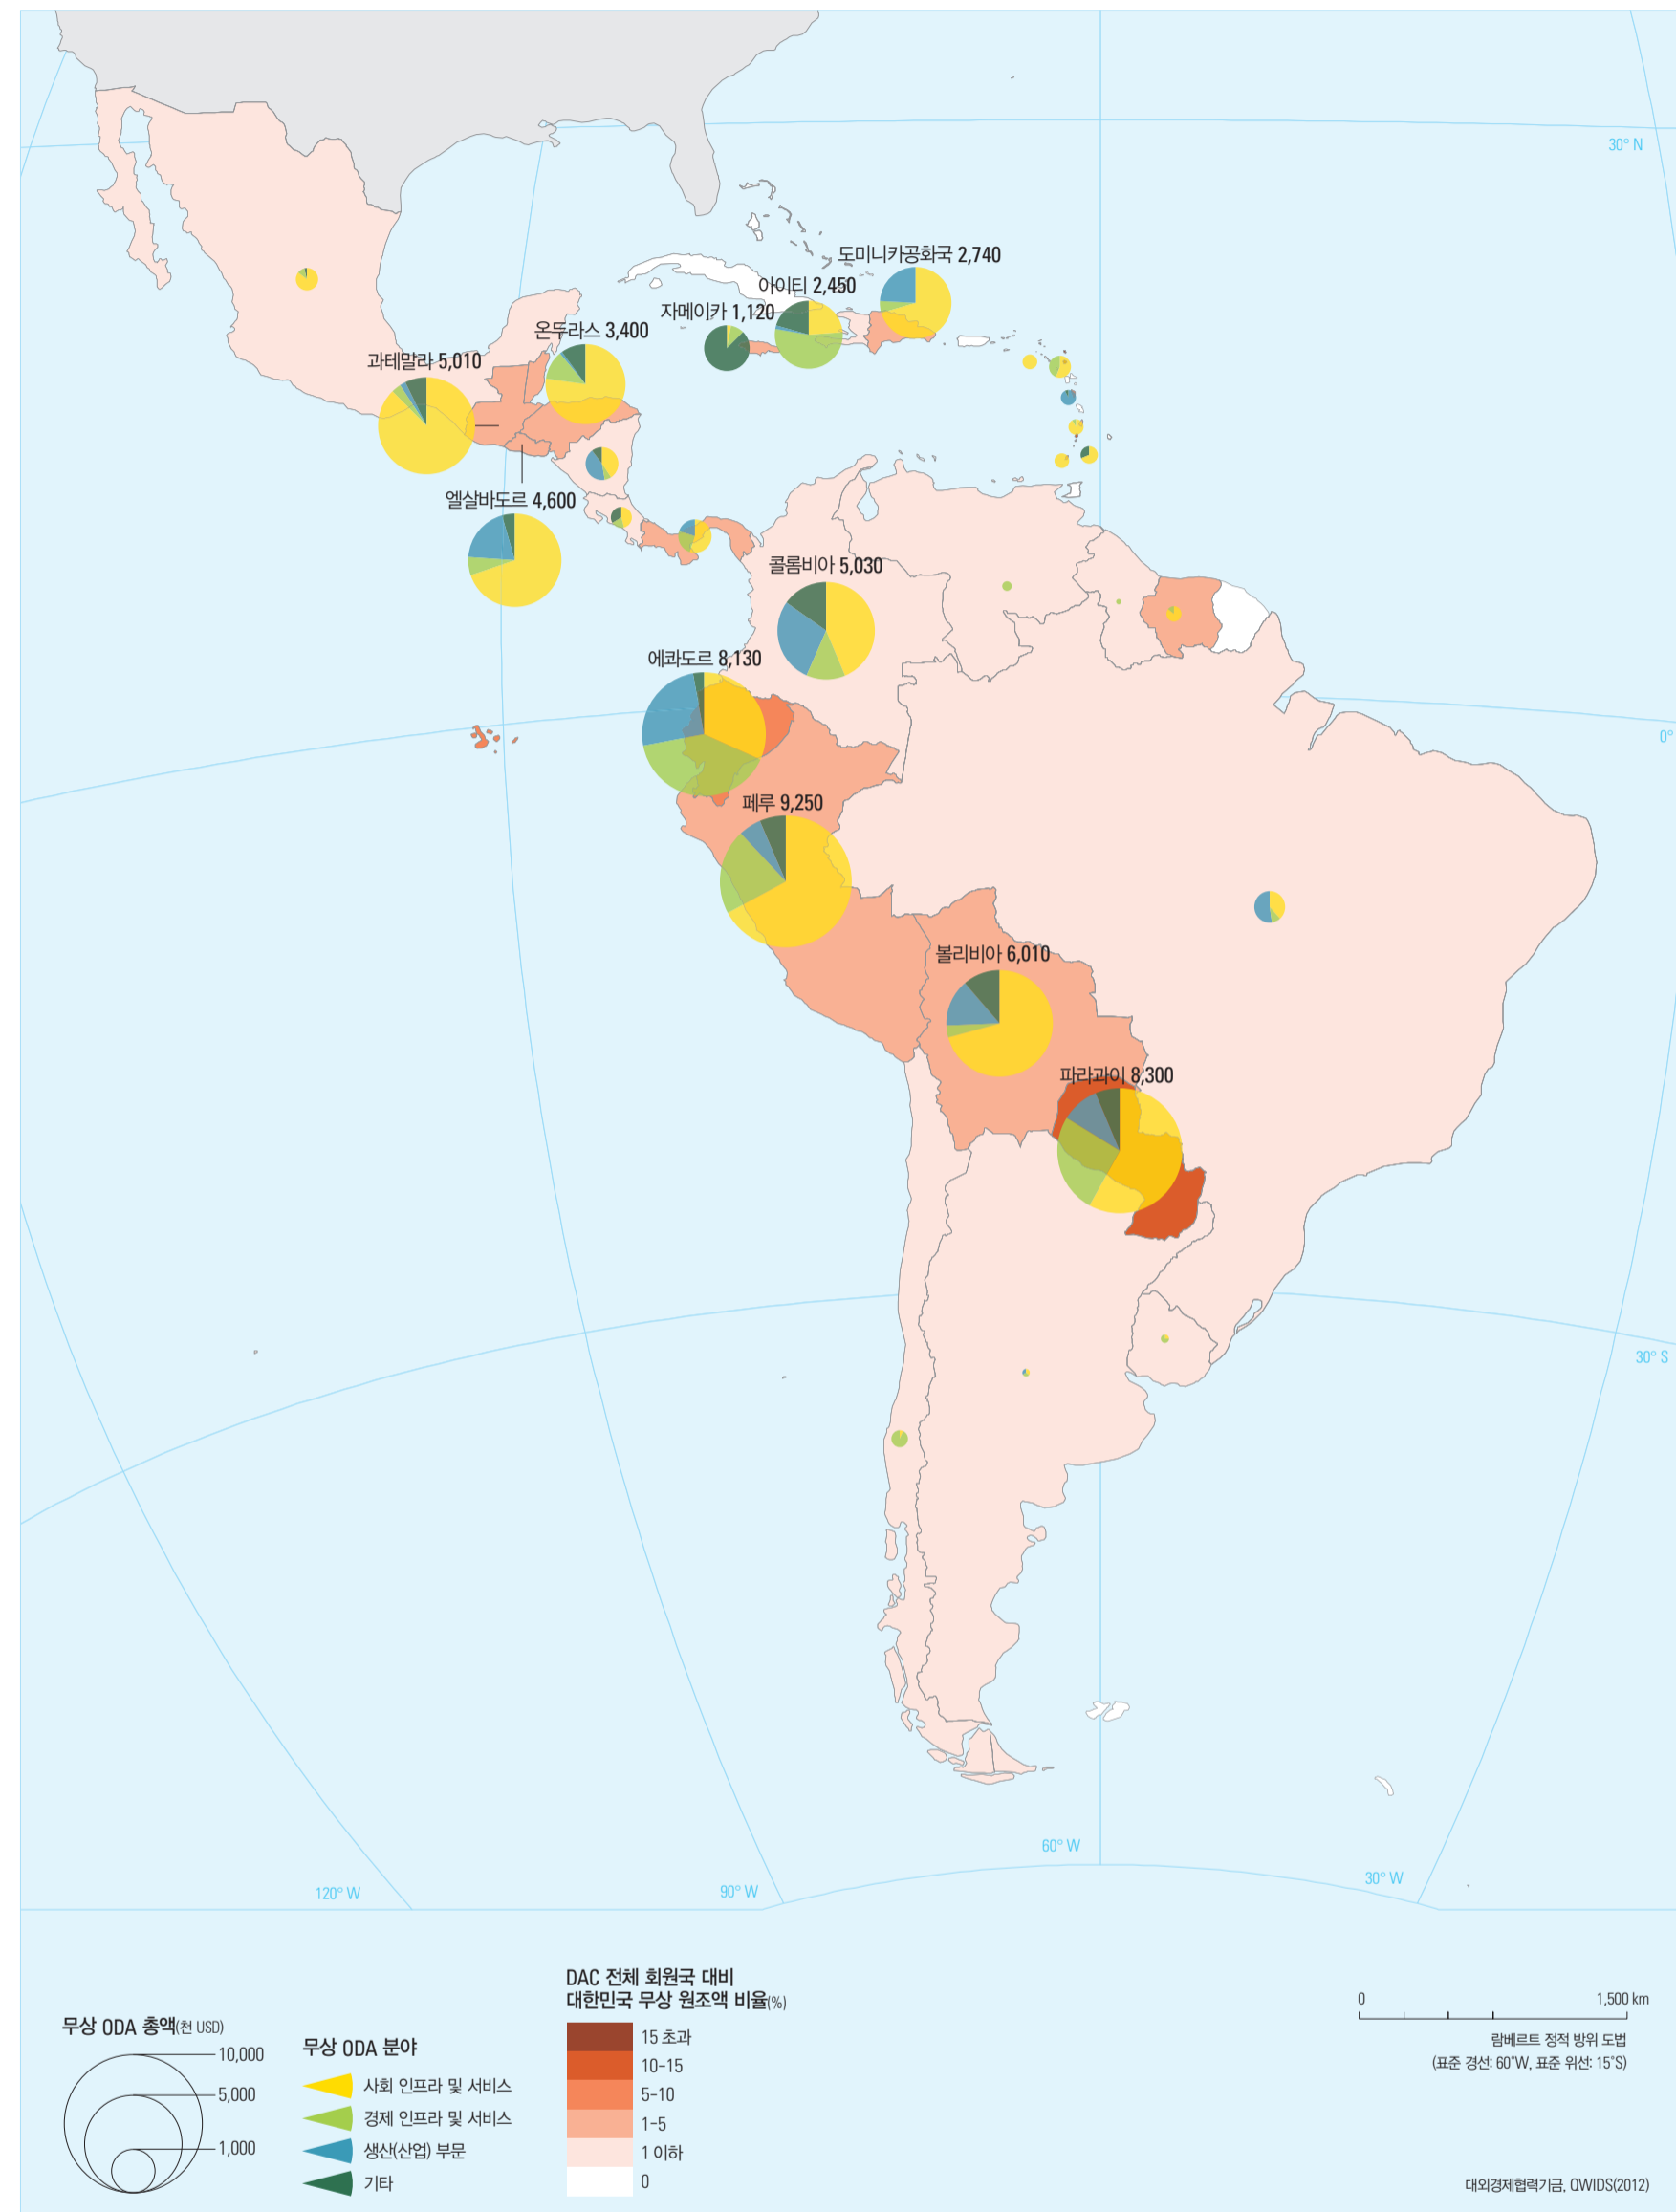 30° N
도미니카공화국 2,740
아이티 2,450
자메이카 1,120
온두라스 3,400
과테말라 5,010
엘살바도르 4,600
콜롬비아 5,030
에콰도르 8,130
0°
페루 9,250
볼리비아 6,010
파라과이 8,300
30° S
60° W
30° W
120° W
90° W
무상 ODA 총액(천 USD)
10,000
5,000
1,000
무상 ODA 분야
사회 인프라 및 서비스
경제 인프라 및 서비스
생산(산업) 부문
기타
DAC 전체 회원국 대비
대한민국 무상 원조액 비율(%)
15 초과
10-15
5-10
1-5
1 이하
0
0 1,500 km
람베르트 정적 방위 도법
(표준 경선: 60°W, 표준 위선: 15°S)
대외경제협력기금, QWIDS(2012)